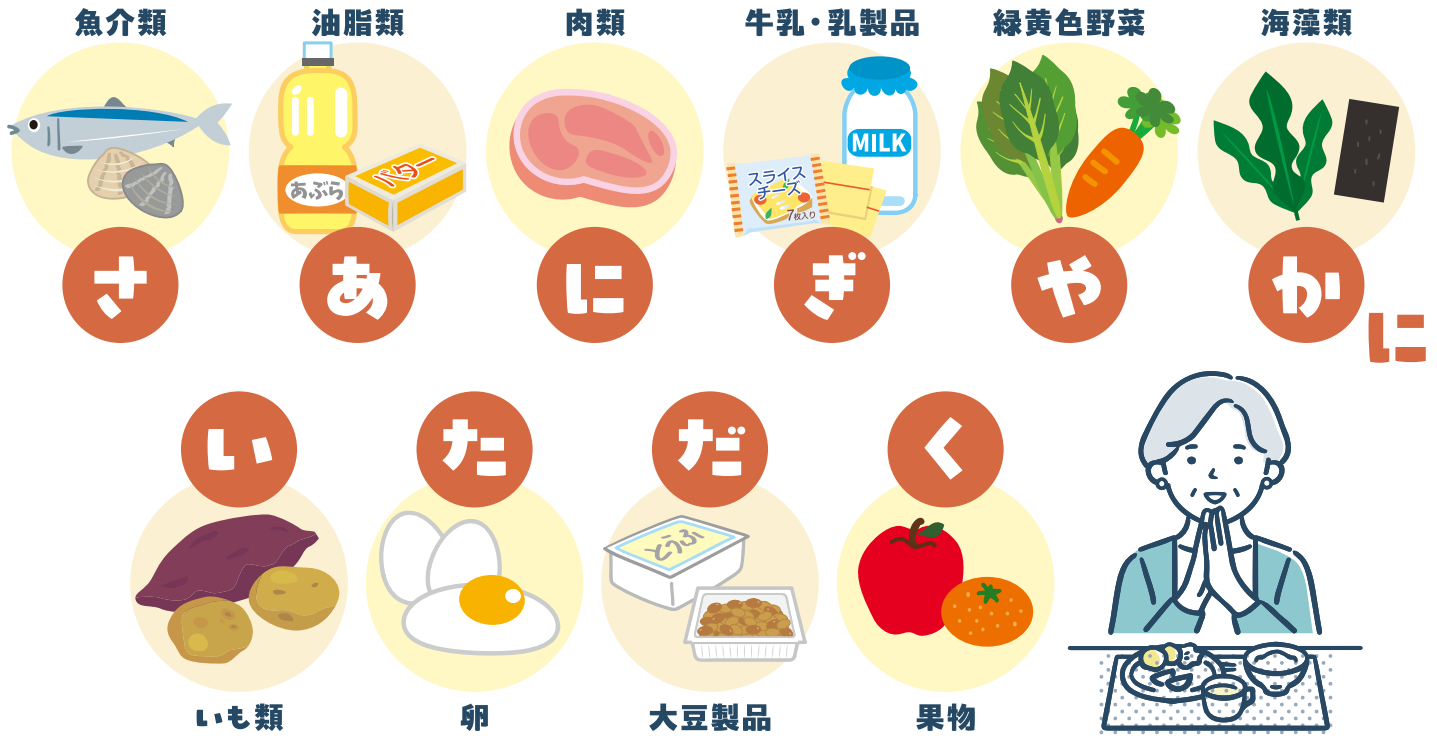 魚介類
油脂類
肉類
牛乳・乳製品
緑黄色野菜
海藻類
あぶら
バター
MILK
スライス
チーズ
7枚入り
さ
あ
に
ぎ
や
か
に
い
た
だ
く
とうふ
いも類
卵
大豆製品
果物